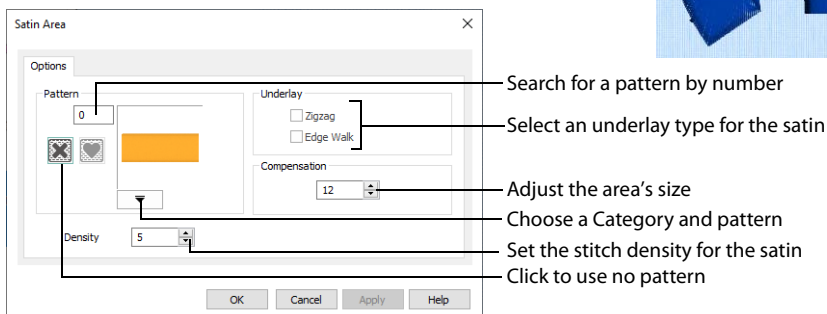 Satin Area
Options
Pattern
0
Underlay
Zigzag
Edge Walk
Compensation
12
Density
5
OK Cancel Apply Help
Search for a pattern by number
Select an underlay type for the satin
Adjust the area's size
Choose a Category and pattern
Set the stitch density for the satin
Click to use no pattern